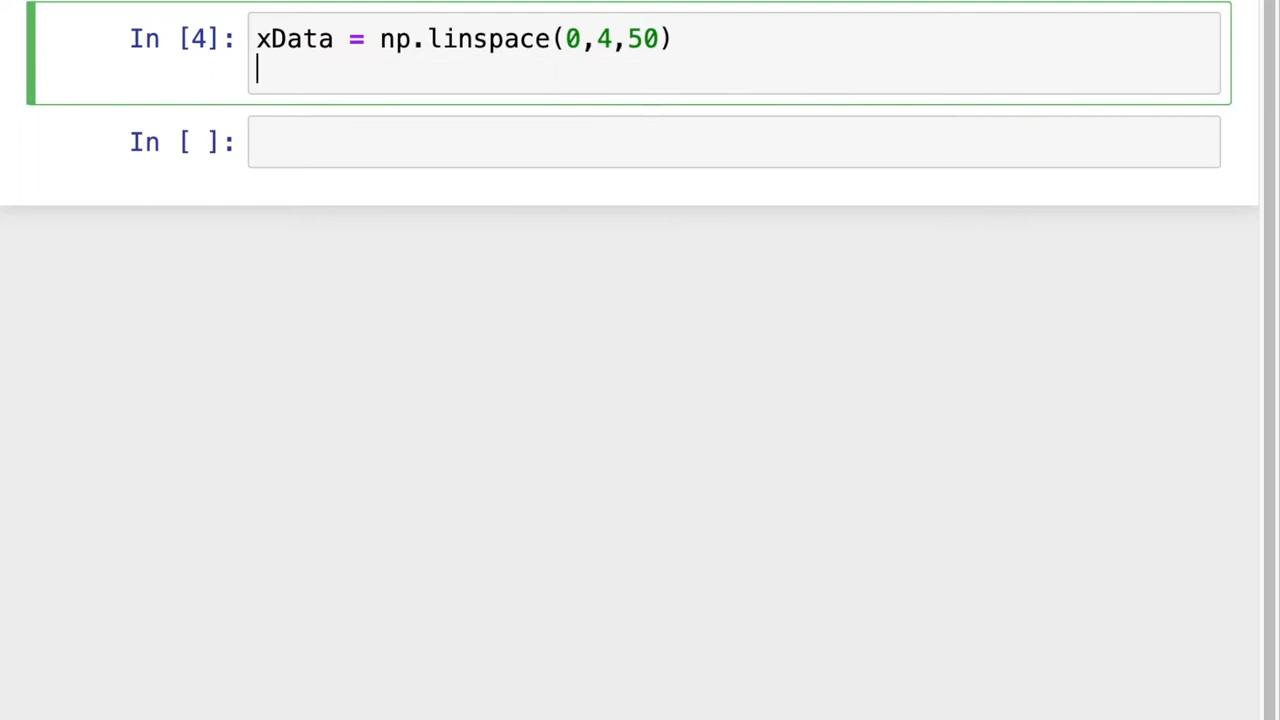 In [4]: xData = np.linspace(0,4,50)
In [ ]: